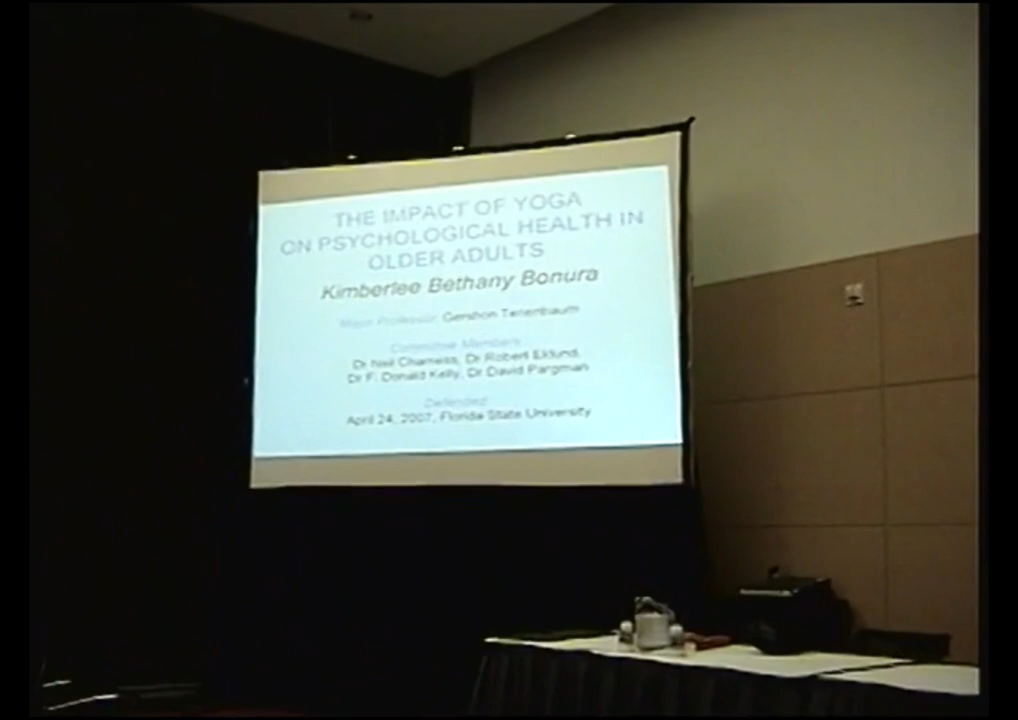 THE IMPACT OF YOGA
ON PSYCHOLOGICAL HEALTH IN
OLDER ADULTS
Kimberlee Bethany Bonura
Major Professor: Gershon Tenenbaum
Committee Members:
Dr. Neil Charness, Dr. Robert Eklund,
Dr. F. Donald Kelly, Dr. David Pargman
Defended:
April 24, 2007, Florida State University